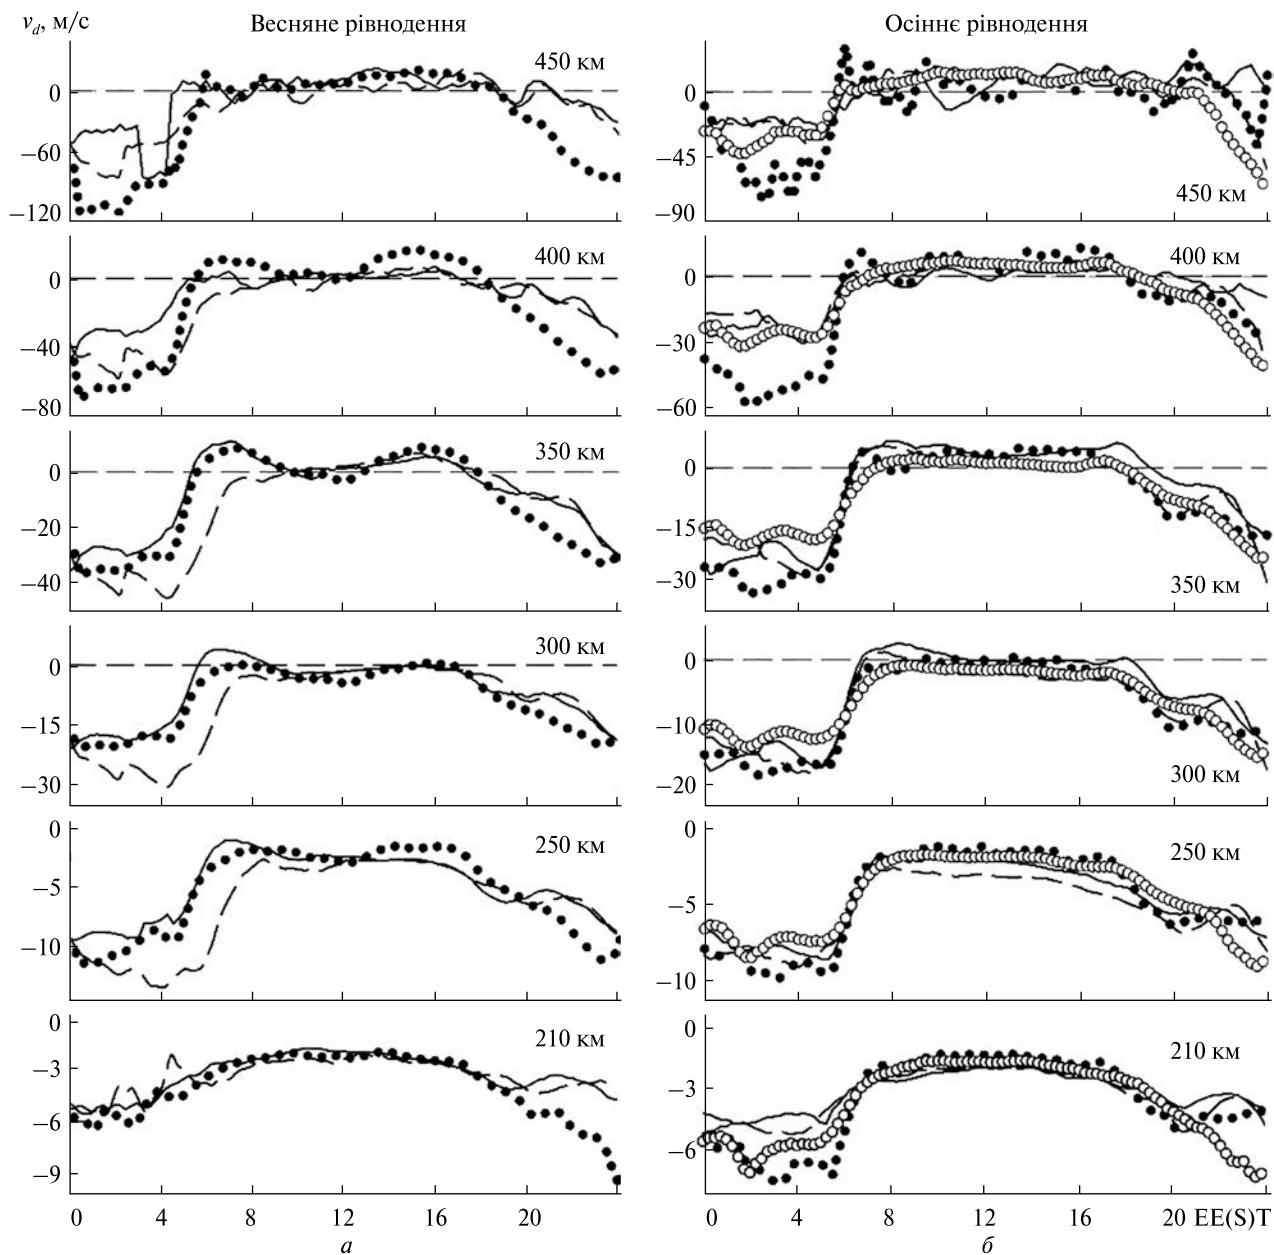 v_d, м/с
Весняне рівнодення
Осіннє рівнодення
450 км
0
−60
−120
0
−45
−90
450 км
400 км
0
−40
−80
400 км
0
−30
−60
350 км
0
−20
−40
0
−15
−30
350 км
300 км
0
−15
−30
0
−10
−20
300 км
0
−5
−10
250 км
0
−5
−10
250 км
0
−3
−6
−9
210 км
0
−3
−6
210 км
0 4 8 12 16 20
0 4 8 12 16 20 EE(S)T
а
б